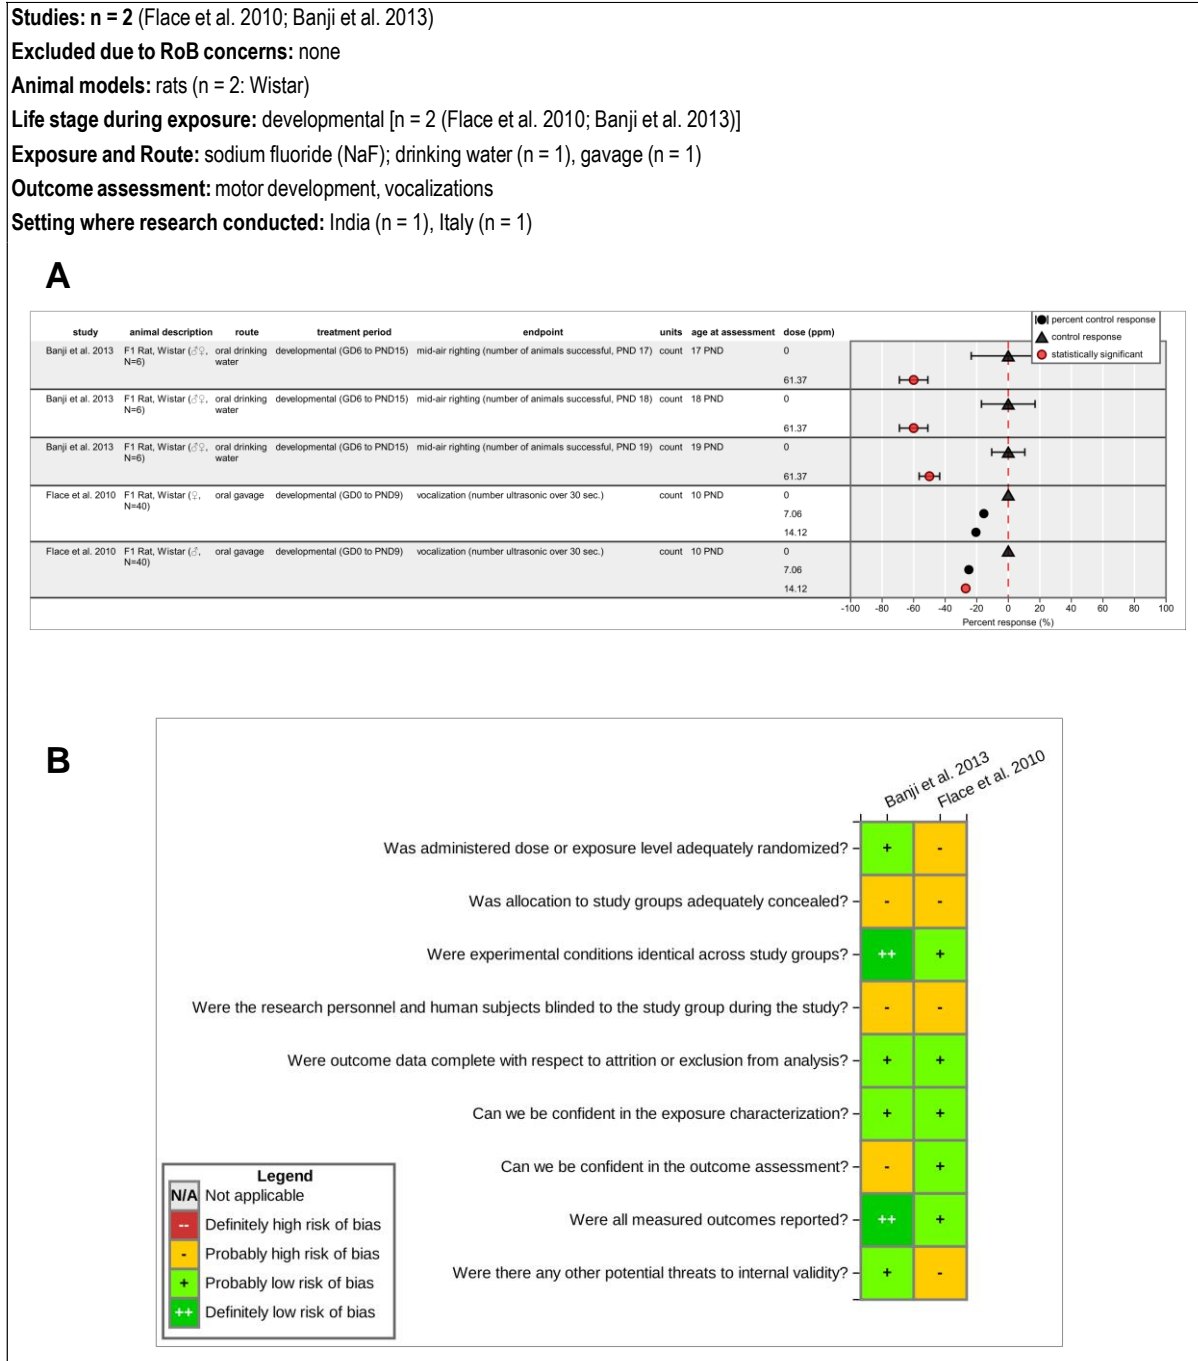 Studies: n = 2 (Flace et al. 2010; Banji et al. 2013)
Excluded due to RoB concerns: none
Animal models: rats (n = 2: Wistar)
Life stage during exposure: developmental [n = 2 (Flace et al. 2010; Banji et al. 2013)]
Exposure and Route: sodium fluoride (NaF); drinking water (n = 1), gavage (n = 1)
Outcome assessment: motor development, vocalizations
Setting where research conducted: India (n = 1), Italy (n = 1)
A
percent control response
control response
statistically significant
study animal description route treatment period endpoint units age at assessment dose (ppm)
Banji et al. 2013 F1 Rat, Wistar (♂♀, oral drinking developmental (GD6 to PND15) mid-air righting (number of animals successful, PND 17) count 17 PND 0
N=6) water
61.37
Banji et al. 2013 F1 Rat, Wistar (♂♀, oral drinking developmental (GD6 to PND15) mid-air righting (number of animals successful, PND 18) count 18 PND 0
N=6) water
61.37
Banji et al. 2013 F1 Rat, Wistar (♂♀, oral drinking developmental (GD6 to PND15) mid-air righting (number of animals successful, PND 19) count 19 PND 0
N=6) water
61.37
Flace et al. 2010 F1 Rat, Wistar (♀, oral gavage developmental (GD0 to PND9) vocalization (number ultrasonic over 30 sec.) count 10 PND 0
N=40)
7.06
14.12
Flace et al. 2010 F1 Rat, Wistar (♂, oral gavage developmental (GD0 to PND9) vocalization (number ultrasonic over 30 sec.) count 10 PND 0
N=40)
7.06
14.12
-100 -80 -60 -40 -20 0 20 40 60 80 100
Percent response (%)
B
Banji et al. 2013
Flace et al. 2010
Was administered dose or exposure level adequately randomized? + -
Was allocation to study groups adequately concealed? - -
Were experimental conditions identical across study groups? ++ +
Were the research personnel and human subjects blinded to the study group during the study? - -
Were outcome data complete with respect to attrition or exclusion from analysis? + +
Can we be confident in the exposure characterization? + +
Can we be confident in the outcome assessment? - +
Were all measured outcomes reported? ++ +
Were there any other potential threats to internal validity? + -
Legend
N/A Not applicable
-- Definitely high risk of bias
- Probably high risk of bias
+ Probably low risk of bias
++ Definitely low risk of bias